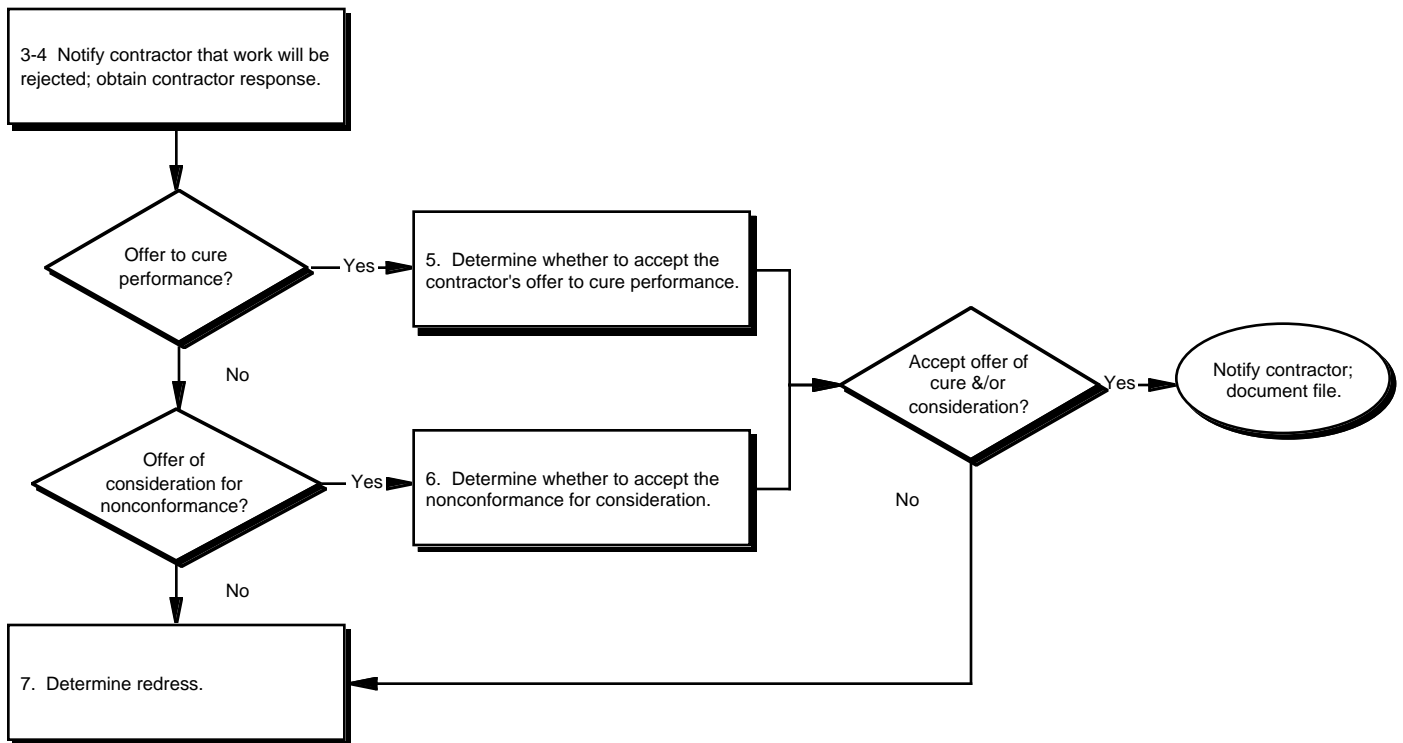 3-4  Notify contractor that work will be
rejected; obtain contractor response.
Offer to cure
performance?
Yes
5.  Determine whether to accept the
contractor's offer to cure performance.
No
Accept offer of
cure &/or
consideration?
Yes
Notify contractor;
document file.
Offer of
consideration for
nonconformance?
Yes
6.  Determine whether to accept the
nonconformance for consideration.
No
No
7.  Determine redress.